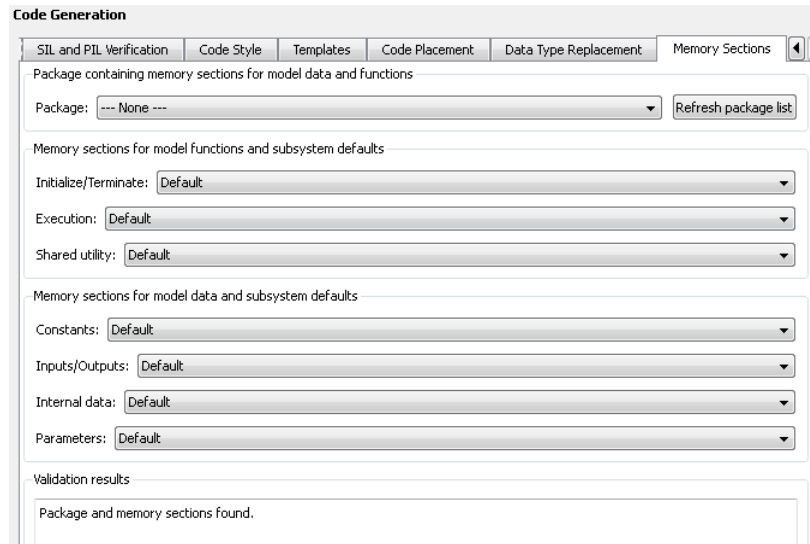 Code Generation
SIL and PIL Verification Code Style Templates Code Placement Data Type Replacement Memory Sections
Package containing memory sections for model data and functions
Package: --- None --- Refresh package list
Memory sections for model functions and subsystem defaults
Initialize/Terminate: Default
Execution: Default
Shared utility: Default
Memory sections for model data and subsystem defaults
Constants: Default
Inputs/Outputs: Default
Internal data: Default
Parameters: Default
Validation results
Package and memory sections found.